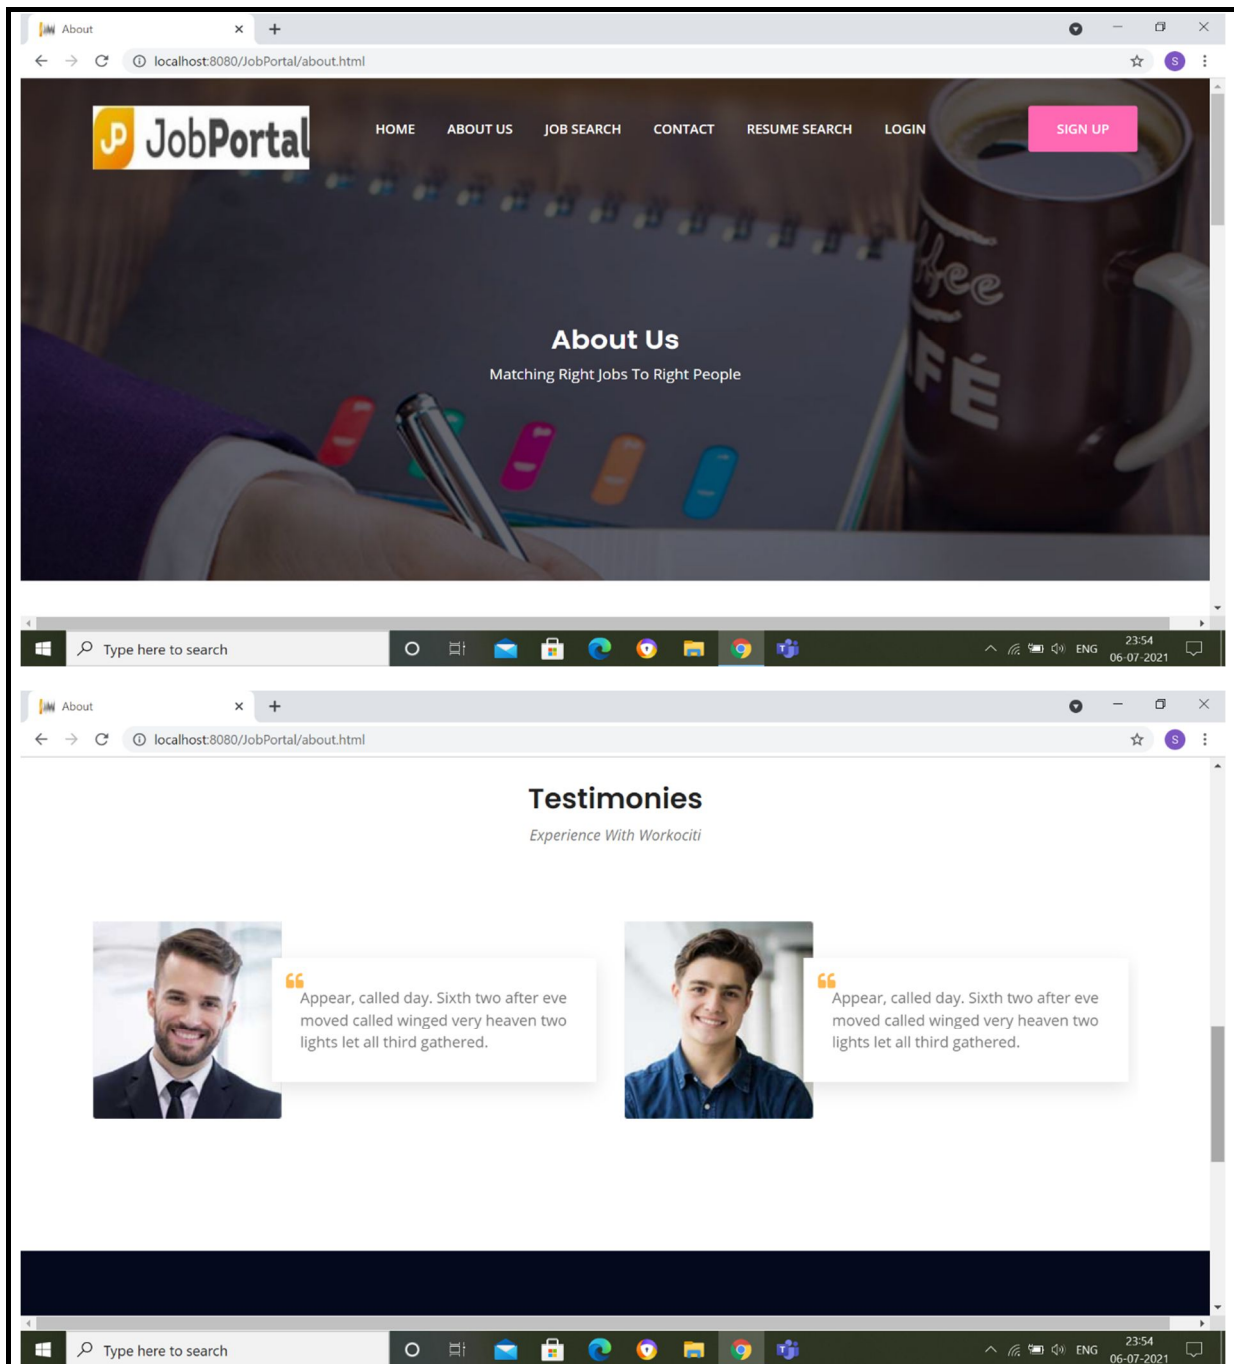 About
localhost:8080/JobPortal/about.html
JP JobPortal HOME ABOUT US JOB SEARCH CONTACT RESUME SEARCH LOGIN SIGN UP
Coffee
CAFÉ
About Us
Matching Right Jobs To Right People
Type here to search
ENG 23:54
06-07-2021
About
localhost:8080/JobPortal/about.html
S
Testimonies
Experience With Workociti
Appear, called day. Sixth two after eve
moved called winged very heaven two
lights let all third gathered.
Appear, called day. Sixth two after eve
moved called winged very heaven two
lights let all third gathered.
Type here to search
ENG 23:54
06-07-2021